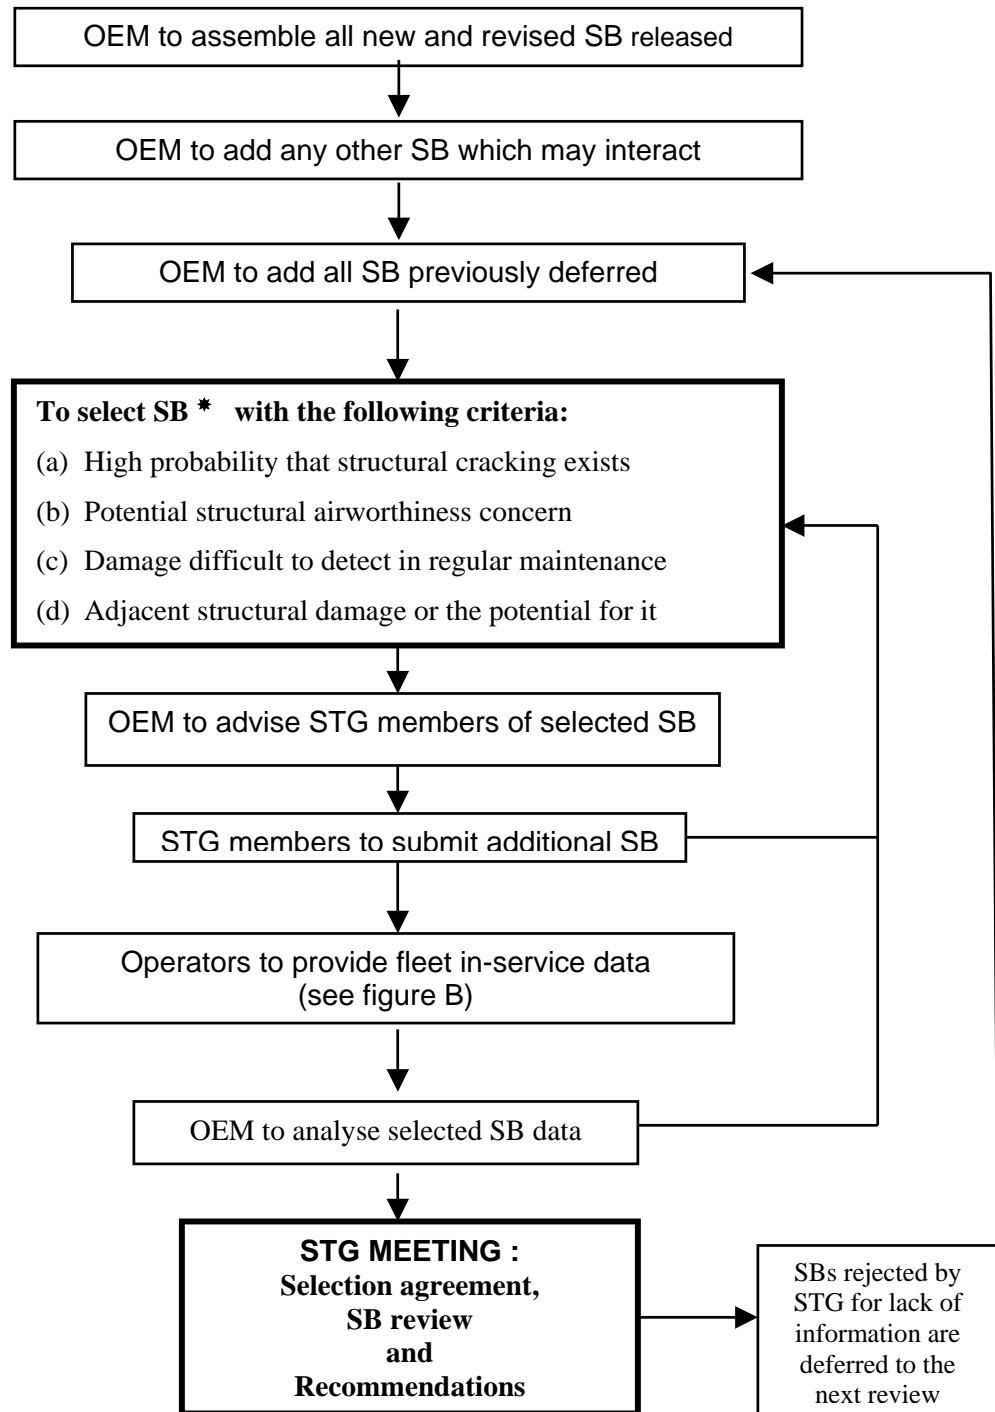 OEM to assemble all new and revised SB released
OEM to add any other SB which may interact
OEM to add all SB previously deferred
To select SB * with the following criteria:
(a) High probability that structural cracking exists
(b) Potential structural airworthiness concern
(c) Damage difficult to detect in regular maintenance
(d) Adjacent structural damage or the potential for it
OEM to advise STG members of selected SB
STG members to submit additional SB
Operators to provide fleet in-service data
(see figure B)
OEM to analyse selected SB data
STG MEETING :
Selection agreement,
SB review
and
Recommendations
SBs rejected by
STG for lack of
information are
deferred to the
next review